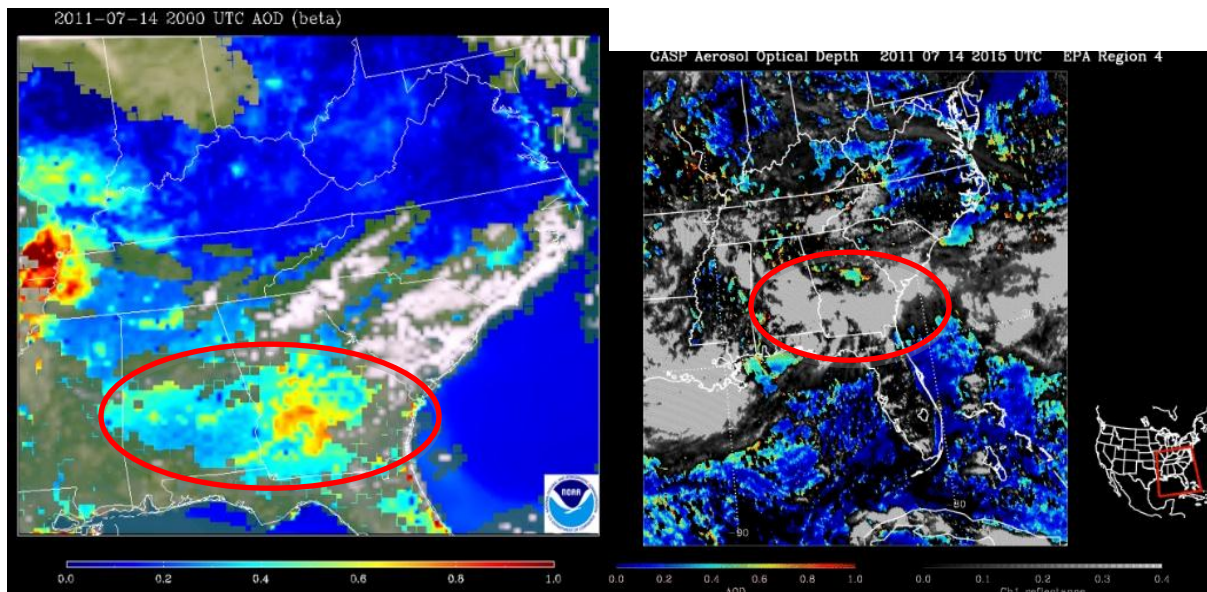 2011-07-14 2000 UTC AOD (beta)
NOAA
0.0 0.2 0.4 0.6 0.8 1.0
GASP Aerosol Optical Depth 2011 07 14 2015 UTC EPA Region 4
-90
80
0.0 0.2 0.4 0.6 0.8 1.0
AOD
0.0 0.1 0.2 0.3 0.4
Ch1 reflectance